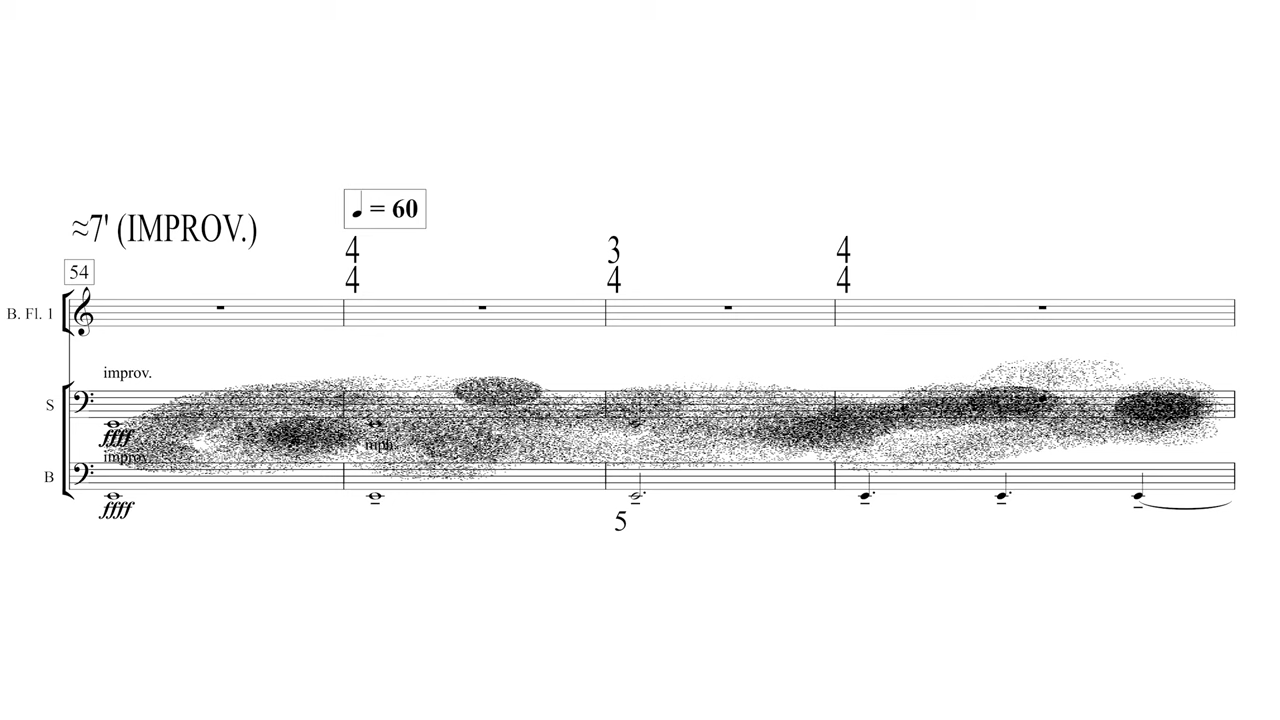 ≈7' (IMPROV.)
♩ = 60
4 3 4
4 4 4
54
B. Fl. 1
improv.
S
ffff
improv.
mph.
B
ffff
5